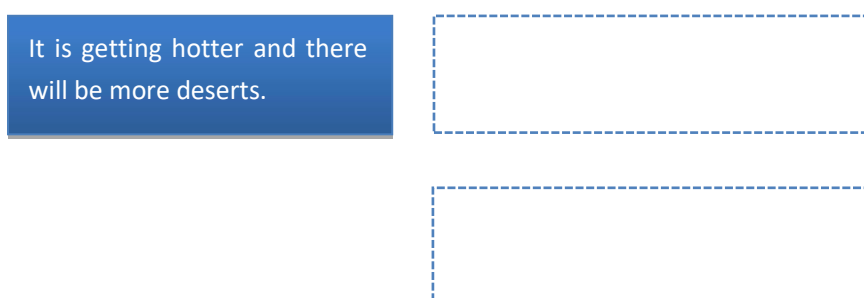 It is getting hotter and there
will be more deserts.